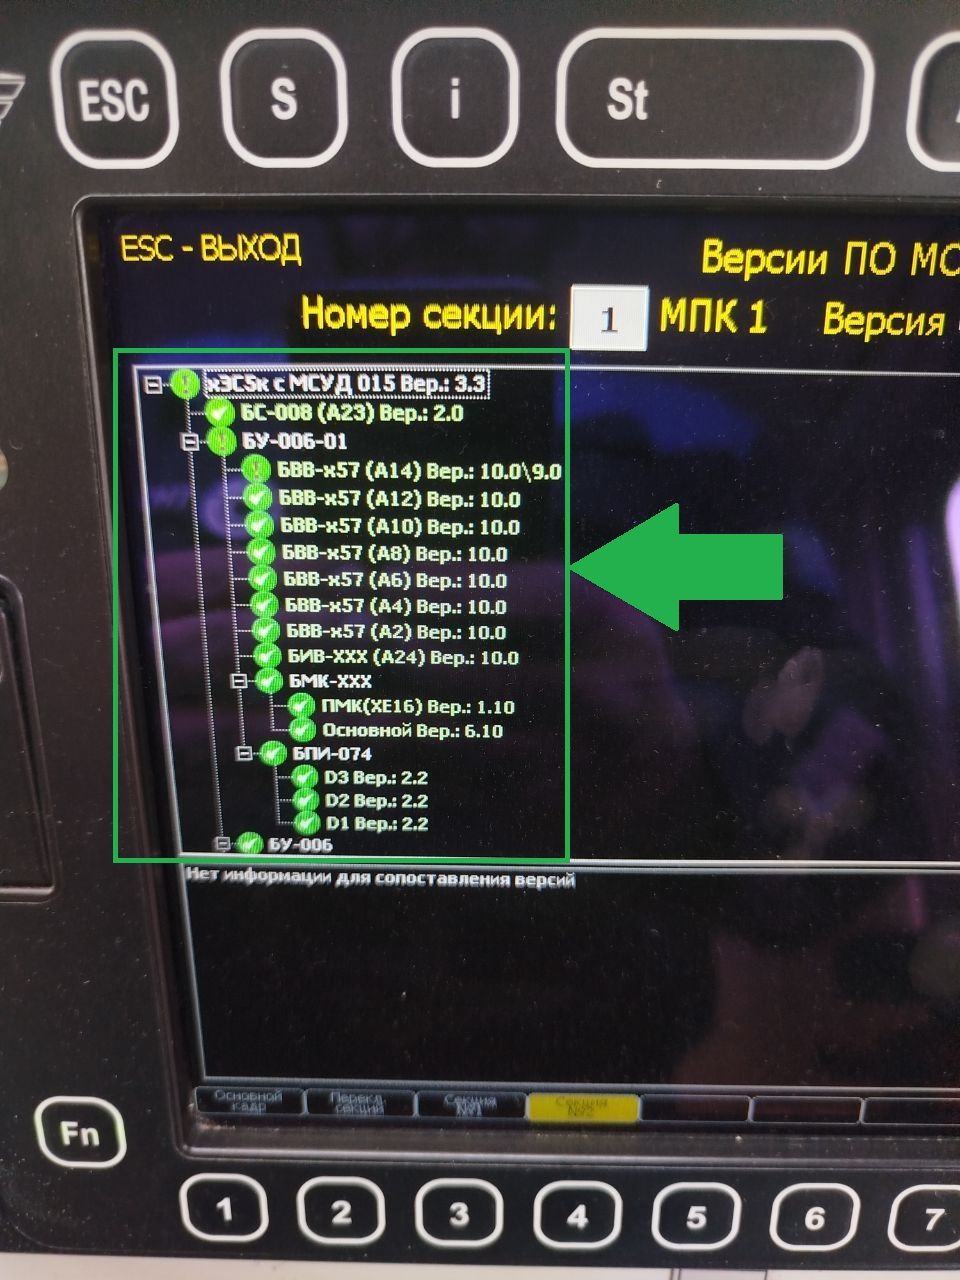 ESC
S
i
St
ESC - ВЫХОД
Версии ПО МС
Номер секции: 1 МПК 1 Версия
хЭС5к с МСУД 015 Вер.: 3.3
БС-008 (А23) Вер.: 2.0
БУ-006-01
БВВ-х57 (А14) Вер.: 10.0\9.0
БВВ-х57 (А12) Вер.: 10.0
БВВ-х57 (А10) Вер.: 10.0
БВВ-х57 (А8) Вер.: 10.0
БВВ-х57 (А6) Вер.: 10.0
БВВ-х57 (А4) Вер.: 10.0
БВВ-х57 (А2) Вер.: 10.0
БИВ-ХХХ (А24) Вер.: 10.0
БМК-ХХХ
ПМК(ХЕ16) Вер.: 1.10
Основной Вер.: 6.10
БПИ-074
D3 Вер.: 2.2
D2 Вер.: 2.2
D1 Вер.: 2.2
БУ-006
Нет информации для сопоставления версий
Основной кадр
Секция №1
Секция №2
Fn
1
2
3
4
5
6
7